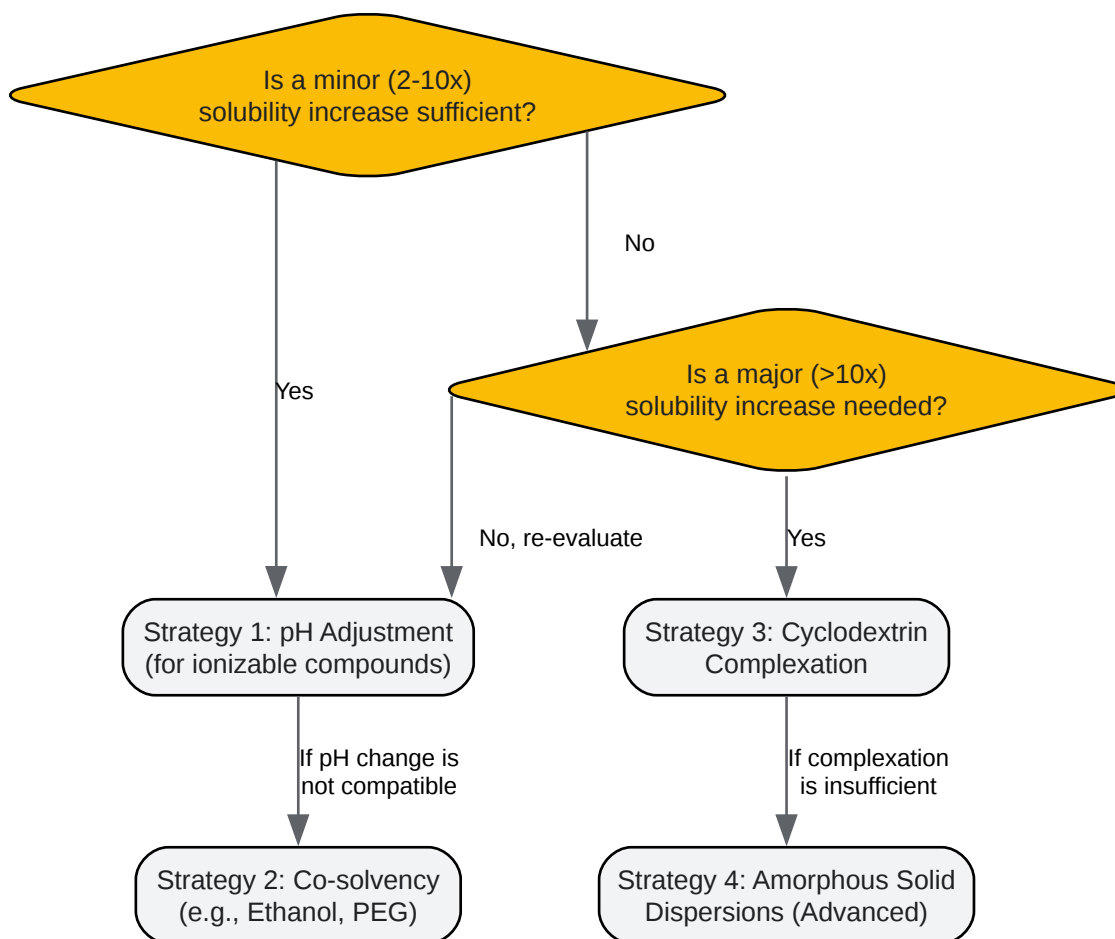 Is a minor (2-10x)
solubility increase sufficient?
No
Is a major (>10x)
solubility increase needed?
Yes
No, re-evaluate
Yes
Strategy 1: pH Adjustment
(for ionizable compounds)
Strategy 3: Cyclodextrin
Complexation
If pH change is
not compatible
If complexation
is insufficient
Strategy 2: Co-solvency
(e.g., Ethanol, PEG)
Strategy 4: Amorphous Solid
Dispersions (Advanced)